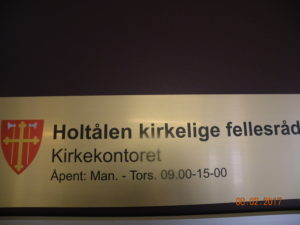 Holtålen kirkelige fellesråd
Kirkekontoret
Åpent: Man. - Tors. 09.00-15-00